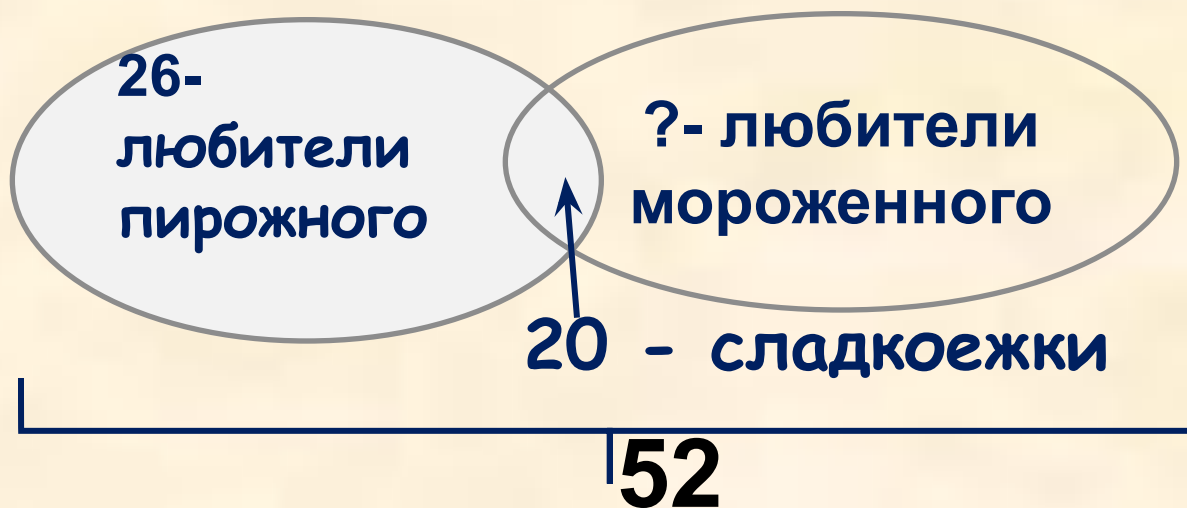 26-
любители
пирожного
?- любители
мороженного
20 - сладкоежки
52